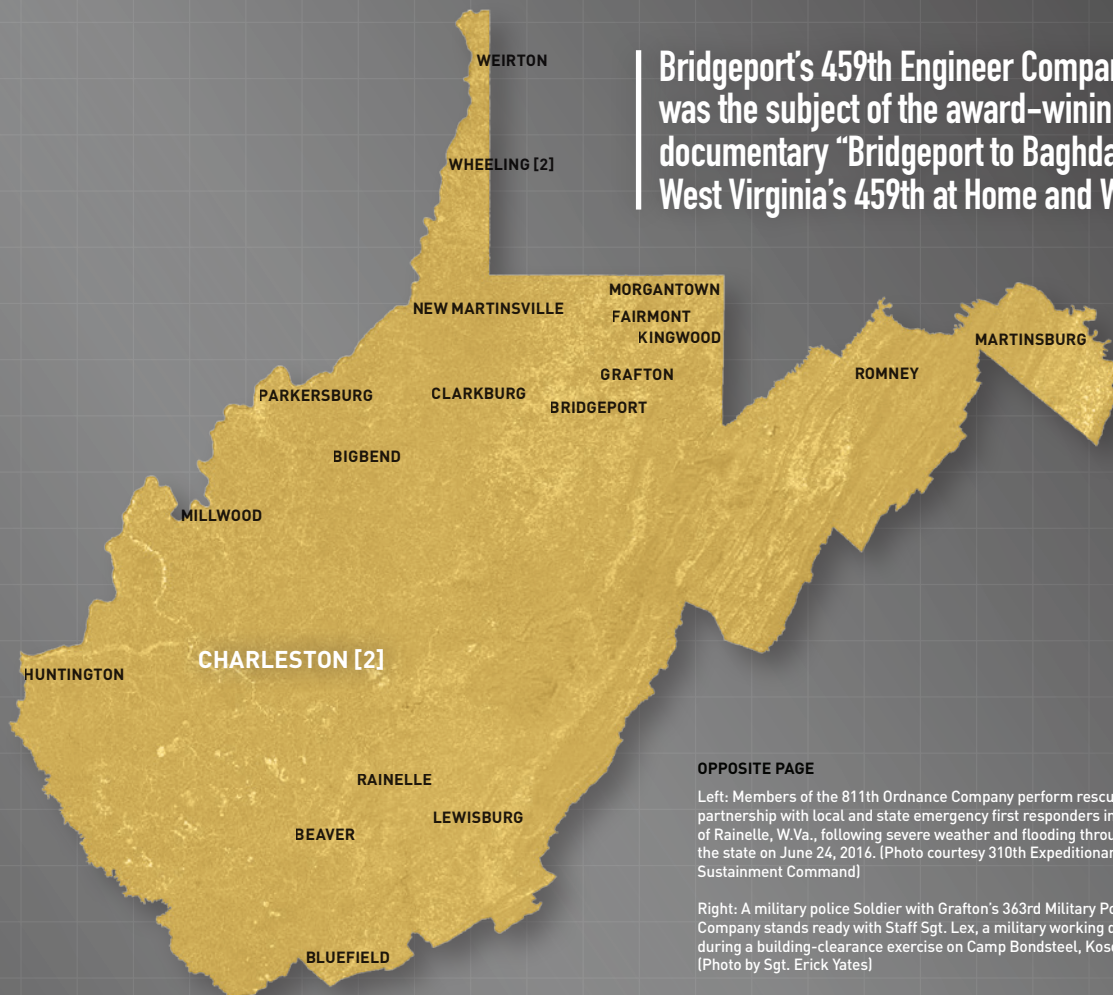 WEIRTON
Bridgeport's 459th Engineer Compan
was the subject of the award-wining
documentary “Bridgeport to Baghda
West Virginia's 459th at Home and W
WHEELING [2]
MORGANTOWN
NEW MARTINSVILLE
FAIRMONT
KINGWOOD
MARTINSBURG
GRAFTON
ROMNEY
PARKERSBURG
CLARKBURG
BRIDGEPORT
BIGBEND
MILLWOOD
CHARLESTON [2]
HUNTINGTON
RAINELLE
LEWISBURG
BEAVER
BLUEFIELD
OPPOSITE PAGE
Left: Members of the 811th Ordnance Company perform rescu
partnership with local and state emergency first responders in
of Rainelle, W.Va., following severe weather and flooding throu
the state on June 24, 2016. (Photo courtesy 310th Expeditionar
Sustainment Command)
Right: A military police Soldier with Grafton's 363rd Military Po
Company stands ready with Staff Sgt. Lex, a military working d
during a building-clearance exercise on Camp Bondsteel, Koso
(Photo by Sgt. Erick Yates)